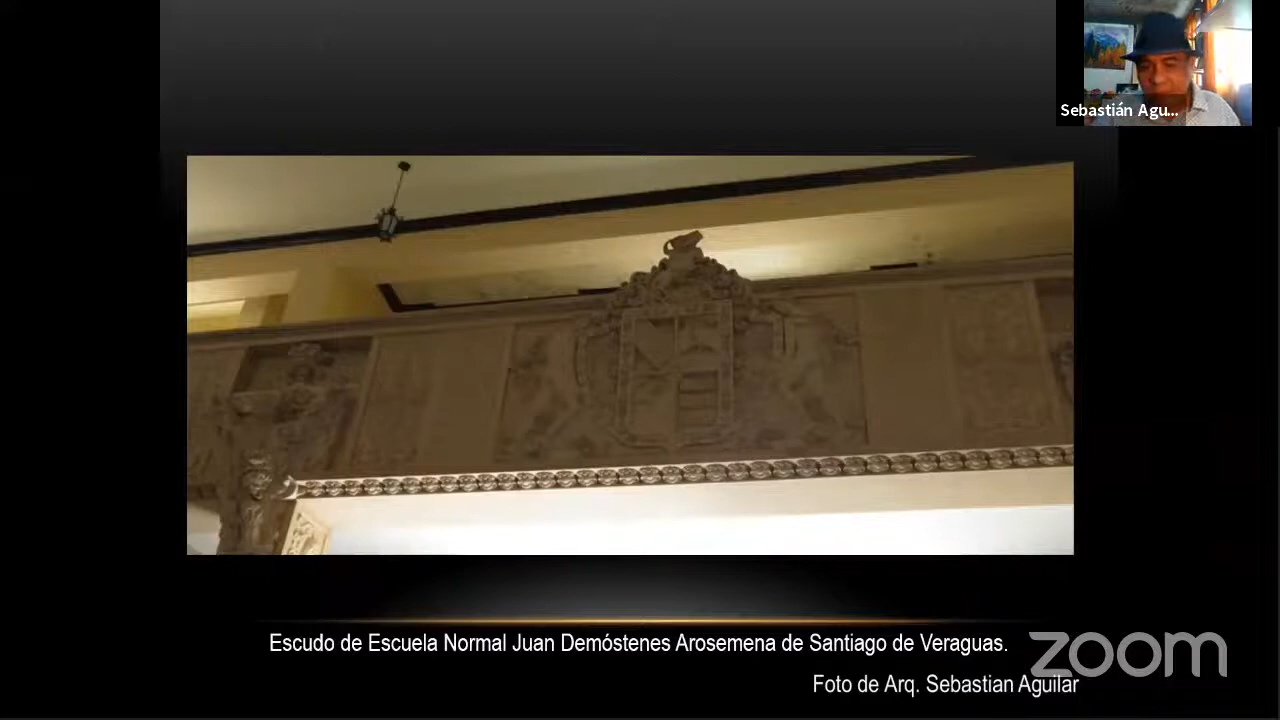 Sebastián Agu...
Escudo de Escuela Normal Juan Demóstenes Arosemena de Santiago de Veraguas.
zoom
Foto de Arq. Sebastian Aguilar